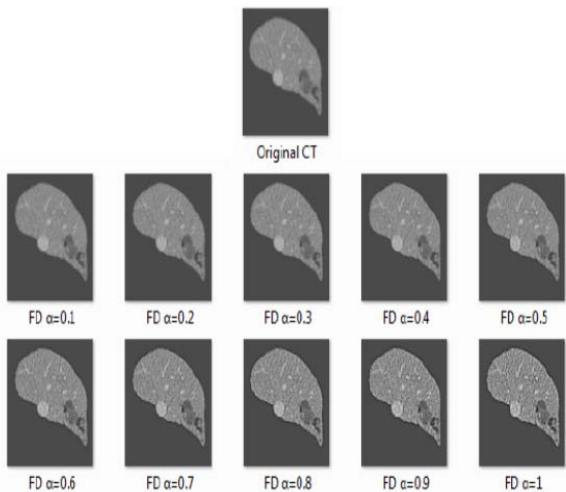 Original CT
FD α=0.1
FD α=0.2
FD α=0.3
FD α=0.4
FD α=0.5
FD α=0.6
FD α=0.7
FD α=0.8
FD α=0.9
FD α=1